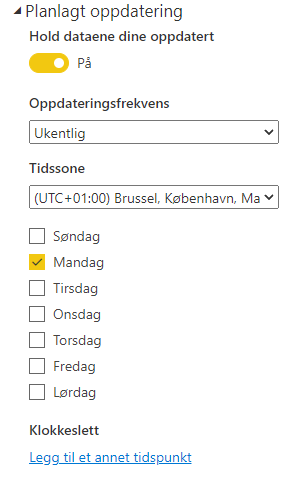 Planlagt oppdatering
Hold dataene dine oppdatert
På
Oppdateringsfrekvens
Ukentlig
Tidssone
(UTC+01:00) Brussel, København, Ma
Søndag
Mandag
Tirsdag
Onsdag
Torsdag
Fredag
Lørdag
Klokkeslett
Legg til et annet tidspunkt